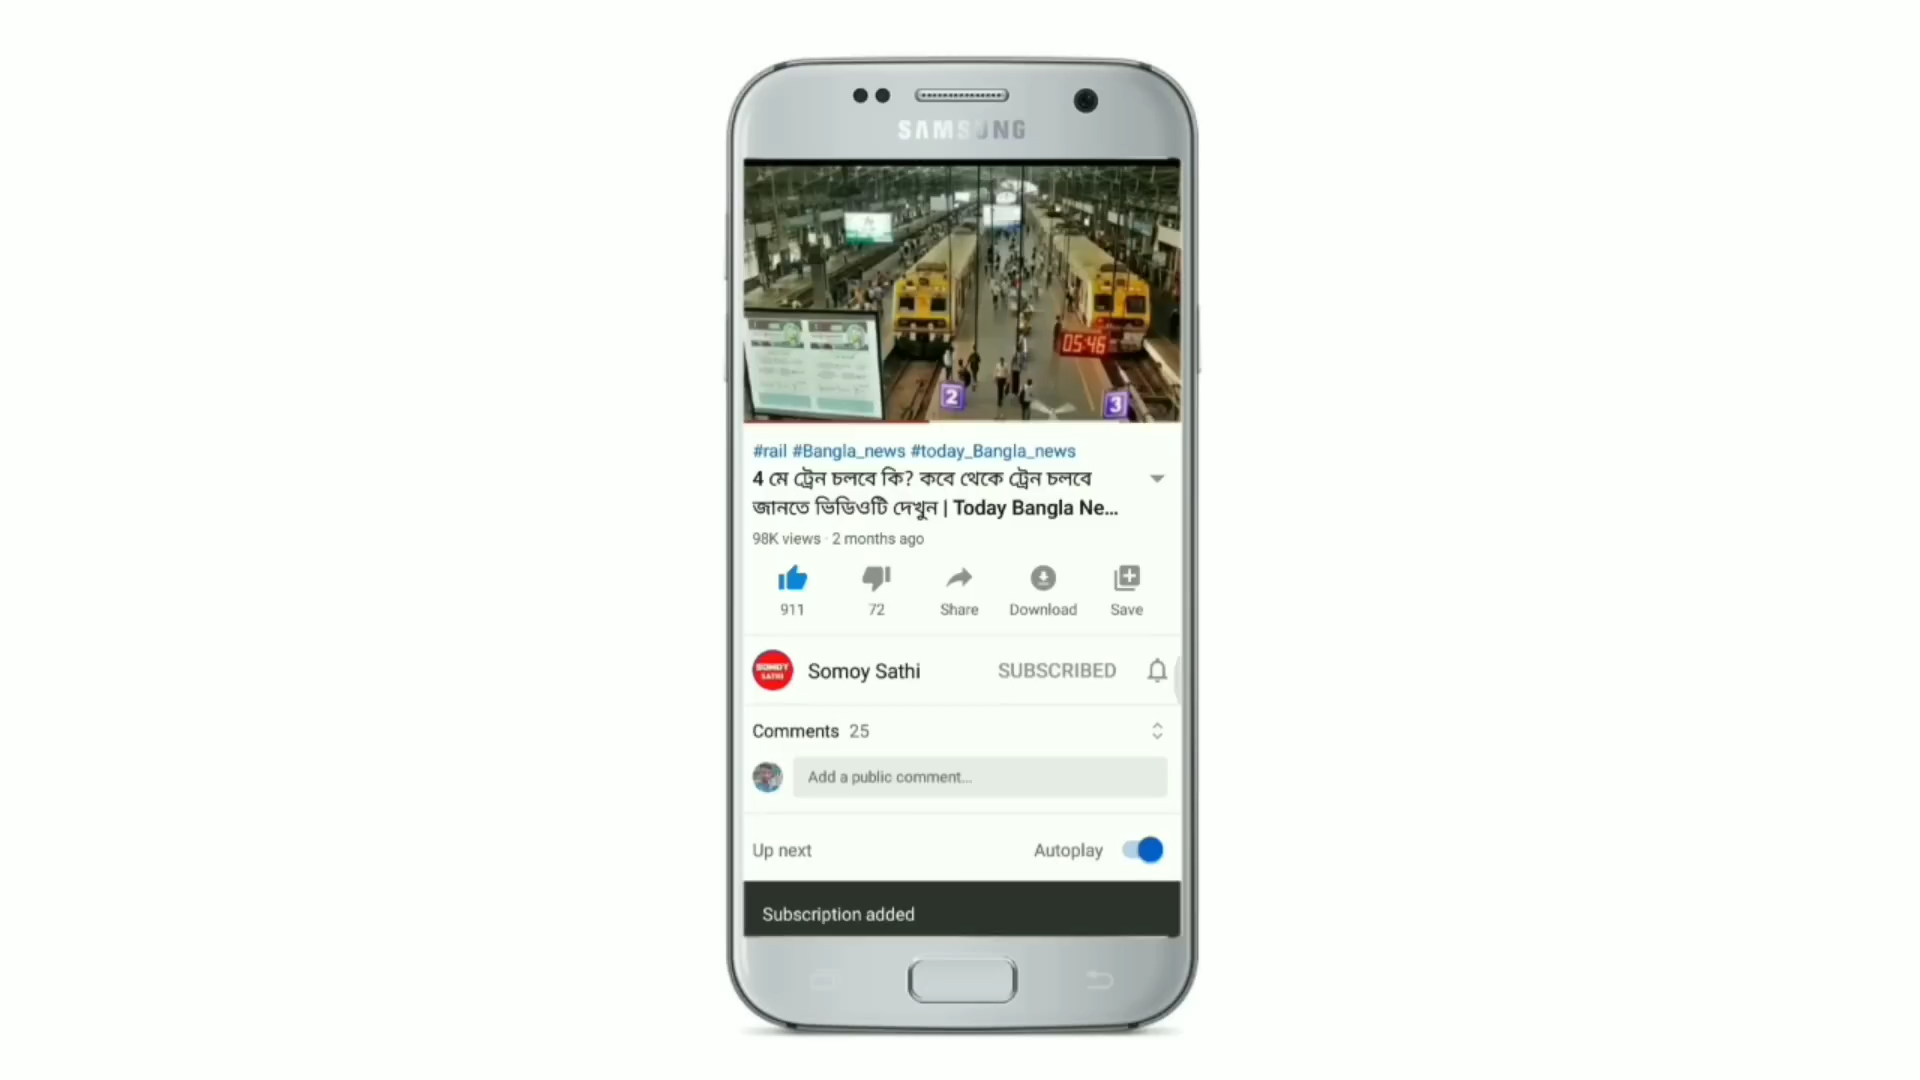 SAMSUNG
05:46
2
3
#rail #Bangla_news #today_Bangla_news
4 মে ট্রেন চলবে কি? কবে থেকে ট্রেন চলবে
জানতে ভিডিওটি দেখুন | Today Bangla Ne...
98K views · 2 months ago
911
72
Share
Download
Save
SOMOY
SATHI
Somoy Sathi
SUBSCRIBED
Comments 25
Add a public comment...
Up next
Autoplay
Subscription added